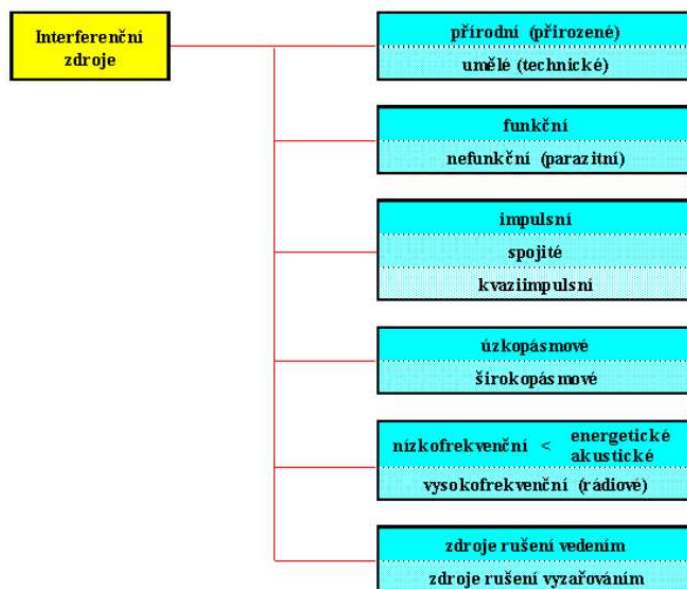 Interferenční
zdroje
přírodní (přirozené)
umělé (technické)
funkční
nefunkční (parazitní)
impulsní
spojité
kvaziimpulsní
úzkopásmové
širokopásmové
nízkofrekvenční < energetické
akustické
vysokofrekvenční (rádiové)
zdroje rušení vedením
zdroje rušení vyzařováním